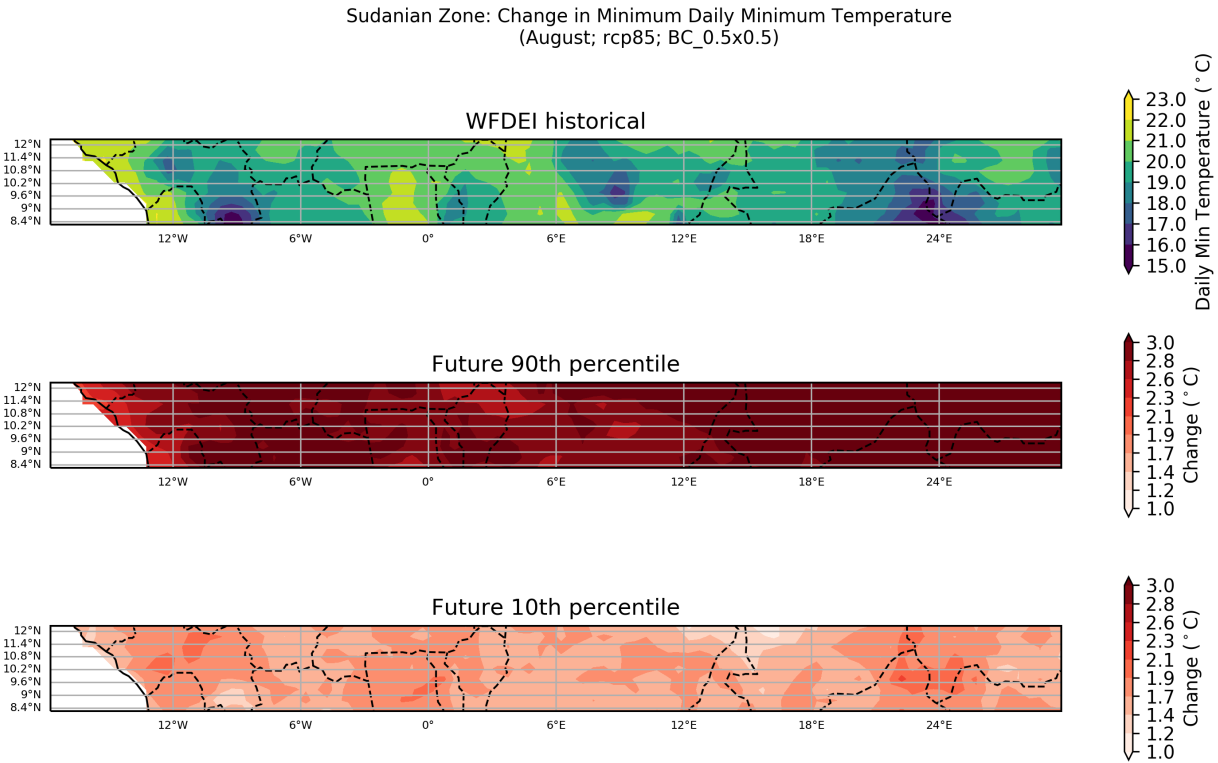 Sudanian Zone: Change in Minimum Daily Minimum Temperature
(August; rcp85; BC_0.5x0.5)
WFDEI historical
12°N
11.4°N
10.8°N
10.2°N
9.6°N
9°N
8.4°N
12°W 6°W 0° 6°E 12°E 18°E 24°E
23.0
22.0
21.0
20.0
19.0
18.0
17.0
16.0
15.0
Daily Min Temperature (°C)
Future 90th percentile
12°N
11.4°N
10.8°N
10.2°N
9.6°N
9°N
8.4°N
12°W 6°W 0° 6°E 12°E 18°E 24°E
3.0
2.8
2.6
2.3
2.1
1.9
1.7
1.4
1.2
1.0
Change (°C)
Future 10th percentile
12°N
11.4°N
10.8°N
10.2°N
9.6°N
9°N
8.4°N
12°W 6°W 0° 6°E 12°E 18°E 24°E
3.0
2.8
2.6
2.3
2.1
1.9
1.7
1.4
1.2
1.0
Change (°C)